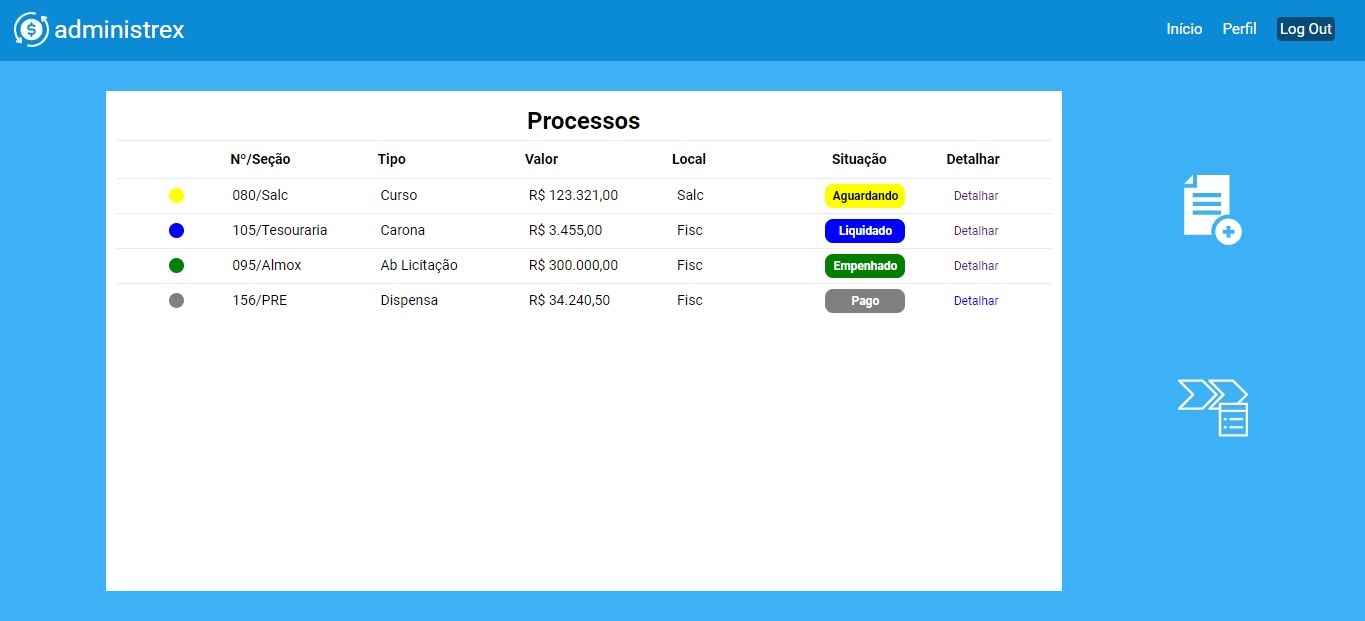 administrex Início Perfil Log Out
Processos
Nº/Seção Tipo Valor Local Situação Detalhar
080/Salc Curso R$ 123.321,00 Salc Aguardando Detalhar
105/Tesouraria Carona R$ 3.455,00 Fisc Liquidado Detalhar
095/Almox Ab Licitação R$ 300.000,00 Fisc Empenhado Detalhar
156/PRE Dispensa R$ 34.240,50 Fisc Pago Detalhar